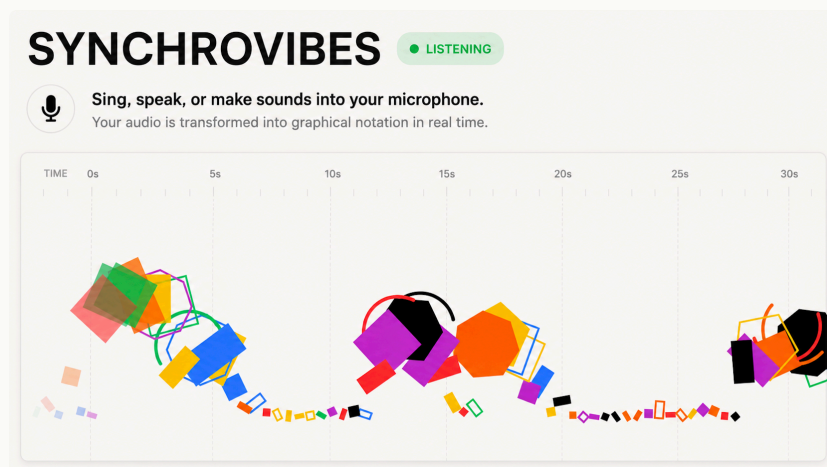 SYNCHROVIBES
LISTENING
Sing, speak, or make sounds into your microphone.
Your audio is transformed into graphical notation in real time.
TIME 0s 5s 10s 15s 20s 25s 30s